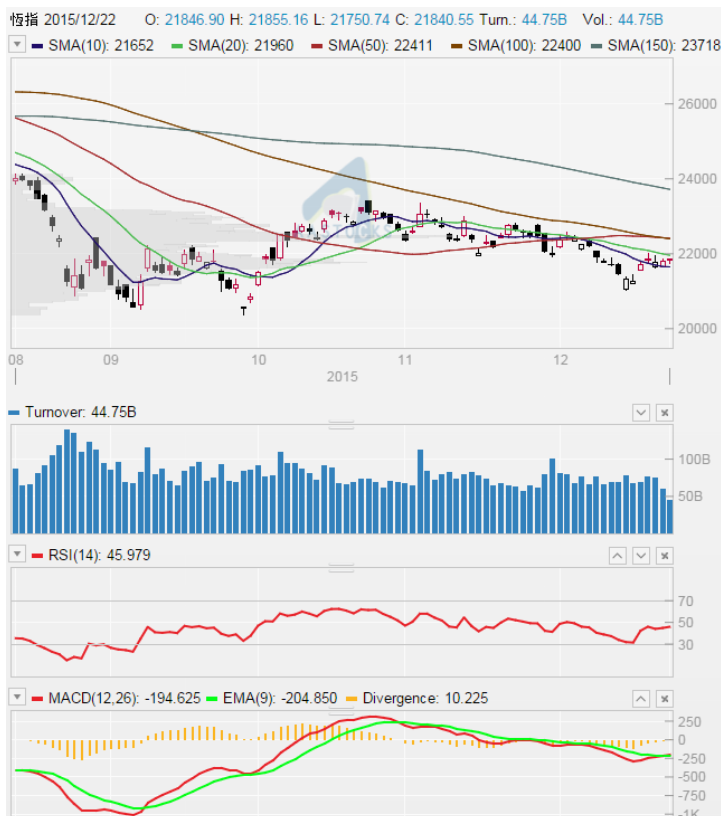 恆指 2015/12/22 O: 21846.90 H: 21855.16 L: 21750.74 C: 21840.55 Turn.: 44.75B Vol.: 44.75B
SMA(10): 21652 SMA(20): 21960 SMA(50): 22411 SMA(100): 22400 SMA(150): 23718
26000
24000
22000
20000
08 09 10 11 12
2015
Turnover: 44.75B
100B
50B
RSI(14): 45.979
70
50
30
MACD(12,26): -194.625 EMA(9): -204.850 Divergence: 10.225
250
0
-250
-500
-750
-1K